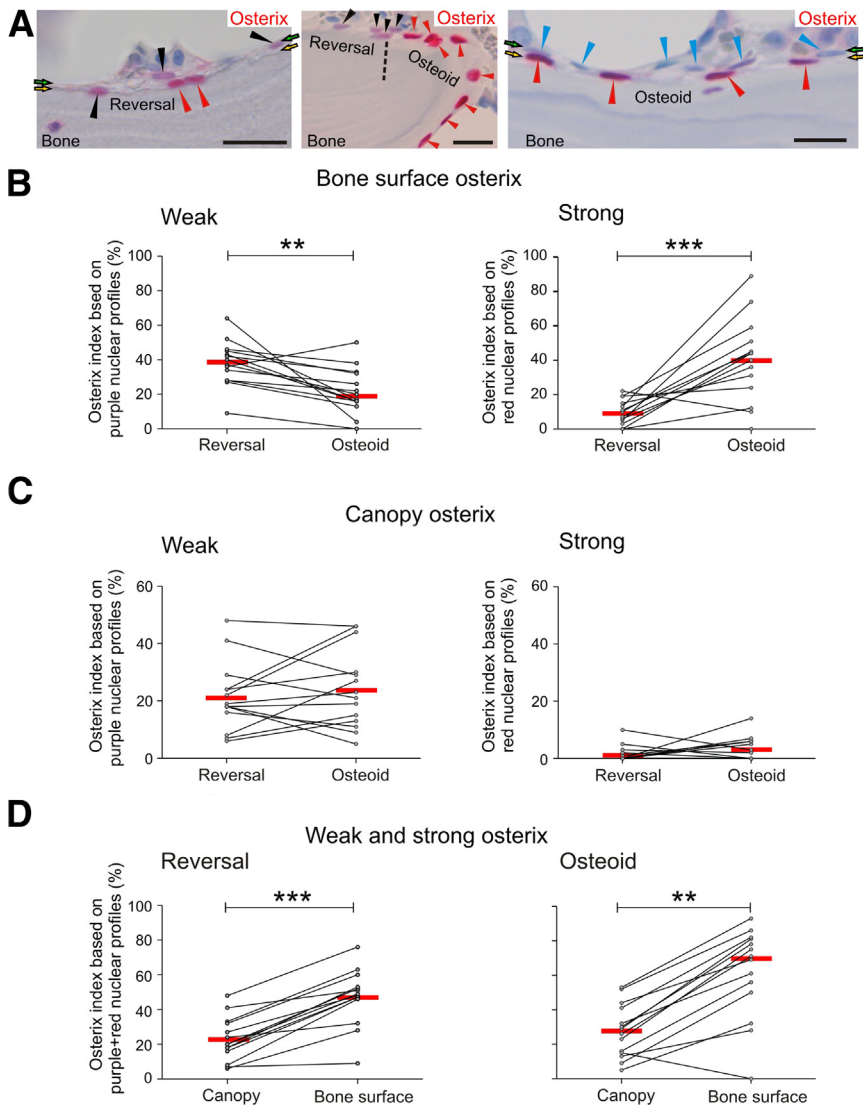 A
Osterix
Reversal
Bone
Osterix
Reversal
Osteoid
Bone
Osterix
Osteoid
Bone
B
Bone surface osterix
Weak
Strong
Osterix index bsed on
purple nuclear profiles (%)
100
80
60
40
20
0
**
Reversal Osteoid
Osterix index based on
red nuclear profiles (%)
100
80
60
40
20
0
***
Reversal Osteoid
C
Canopy osterix
Weak
Strong
Osterix index based on
purple nuclear profiles (%)
60
40
20
0
Reversal Osteoid
Osterix index based on
red nuclear profiles (%)
60
40
20
0
Reversal Osteoid
D
Weak and strong osterix
Reversal
Osteoid
Osterix index based on
purple+red nuclear profiles (%)
100
80
60
40
20
0
***
Canopy Bone surface
**
Canopy Bone surface